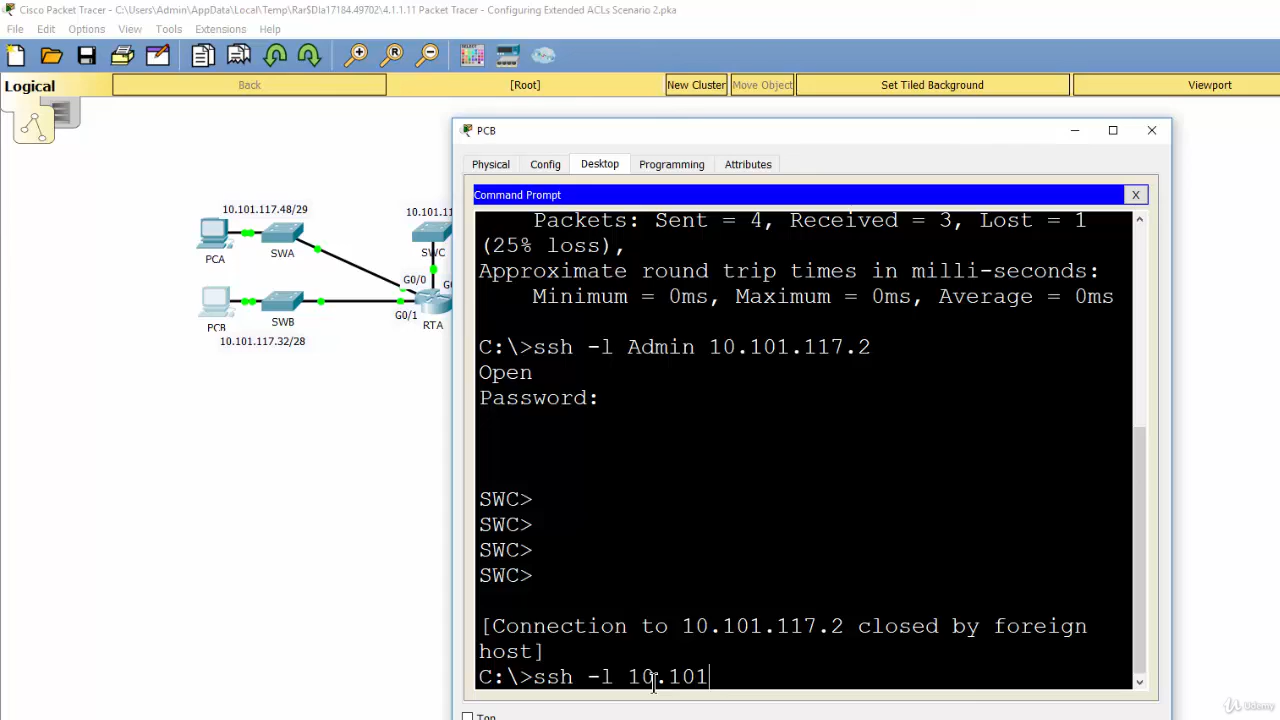 Cisco Packet Tracer - C:\Users\Admin\AppData\Local\Temp\Rar$DIa17184.49702\4.1.1.11 Packet Tracer - Configuring Extended ACLs Scenario 2.pka
File Edit Options View Tools Extensions Help
Logical Back [Root] New Cluster Move Object Set Tiled Background Viewport
PCB
Physical Config Desktop Programming Attributes
Command Prompt X
10.101.117.48/29
PCA
SWA
10.101.11
SWC
G0/0
G0
PCB
SWB
G0/1
RTA
10.101.117.32/28
Packets: Sent = 4, Received = 3, Lost = 1
(25% loss),
Approximate round trip times in milli-seconds:
Minimum = 0ms, Maximum = 0ms, Average = 0ms
C:\>ssh -l Admin 10.101.117.2
Open
Password:
SWC>
SWC>
SWC>
SWC>
[Connection to 10.101.117.2 closed by foreign
host]
C:\>ssh -l 10.101
Top
Udemy